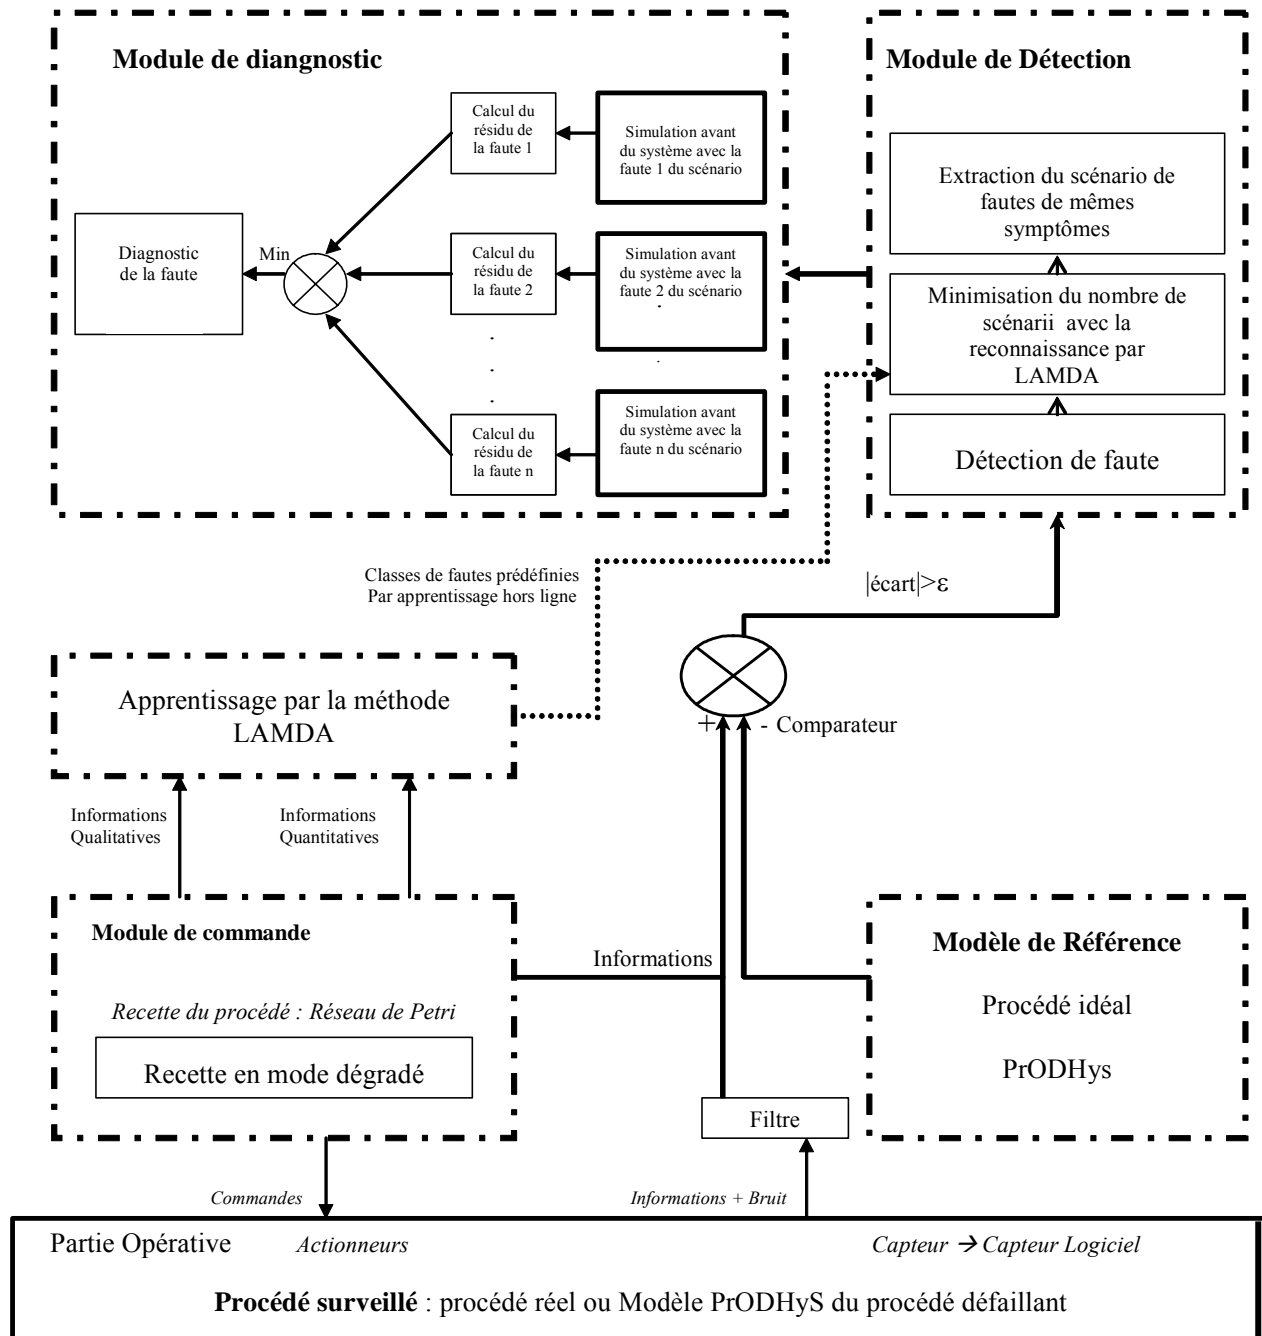 Module de diangnostic
Calcul du
résidu de
la faute 1
Simulation avant
du système avec la
faute 1 du scénario
Diagnostic
de la faute
Min
Calcul du
résidu de
la faute 2
Simulation avant
du système avec la
faute 2 du scénario
Calcul du
résidu de
la faute n
Simulation avant
du système avec la
faute n du scénario
Module de Détection
Extraction du scénario de
fautes de mêmes
symptômes
Minimisation du nombre de
scénarii avec la
reconnaissance par
LAMDA
Détection de faute
Classes de fautes prédéfinies
Par apprentissage hors ligne
|écart|>ε
Apprentissage par la méthode
LAMDA
+ - Comparateur
Informations
Qualitatives
Informations
Quantitatives
Module de commande
Recette du procédé : Réseau de Petri
Recette en mode dégradé
Informations
Modèle de Référence
Procédé idéal
PrODHys
Filtre
Commandes
Informations + Bruit
Partie Opérative Actionneurs Capteur → Capteur Logiciel
Procédé surveillé : procédé réel ou Modèle PrODHyS du procédé défaillant